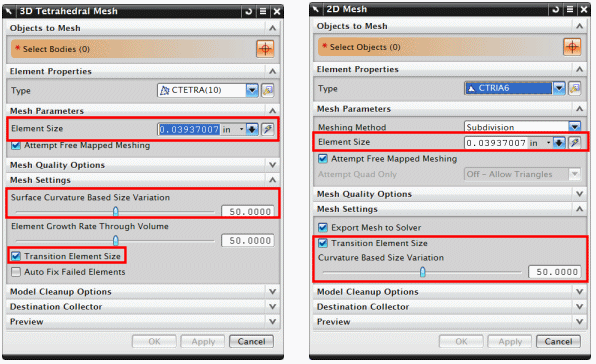 3D Tetrahedral Mesh
Objects to Mesh
* Select Bodies (0)
Element Properties
Type
CTETRA(10)
Mesh Parameters
Element Size
0.03937007 in
Attempt Free Mapped Meshing
Mesh Quality Options
Mesh Settings
Surface Curvature Based Size Variation
50.0000
Element Growth Rate Through Volume
50.0000
Transition Element Size
Auto Fix Failed Elements
Model Cleanup Options
Destination Collector
Preview
OK Apply Cancel
2D Mesh
Objects to Mesh
* Select Objects (0)
Element Properties
Type
CTRIA6
Mesh Parameters
Meshing Method
Subdivision
Element Size
0.03937007 in
Attempt Free Mapped Meshing
Attempt Quad Only
Off - Allow Triangles
Mesh Quality Options
Mesh Settings
Export Mesh to Solver
Transition Element Size
Curvature Based Size Variation
50.0000
Model Cleanup Options
Destination Collector
Preview
OK Apply Cancel